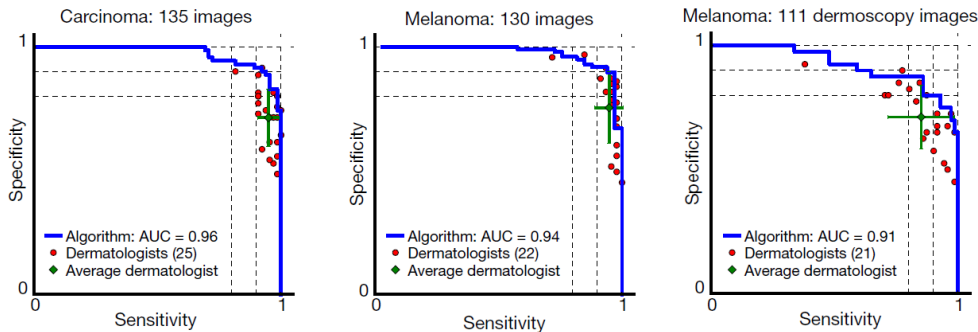 Carcinoma: 135 images
1
Specificity
0
Algorithm: AUC = 0.96
Dermatologists (25)
Average dermatologist
0
1
Sensitivity
Melanoma: 130 images
1
Specificity
0
Algorithm: AUC = 0.94
Dermatologists (22)
Average dermatologist
0
1
Sensitivity
Melanoma: 111 dermoscopy images
1
Specificity
0
Algorithm: AUC = 0.91
Dermatologists (21)
Average dermatologist
0
1
Sensitivity